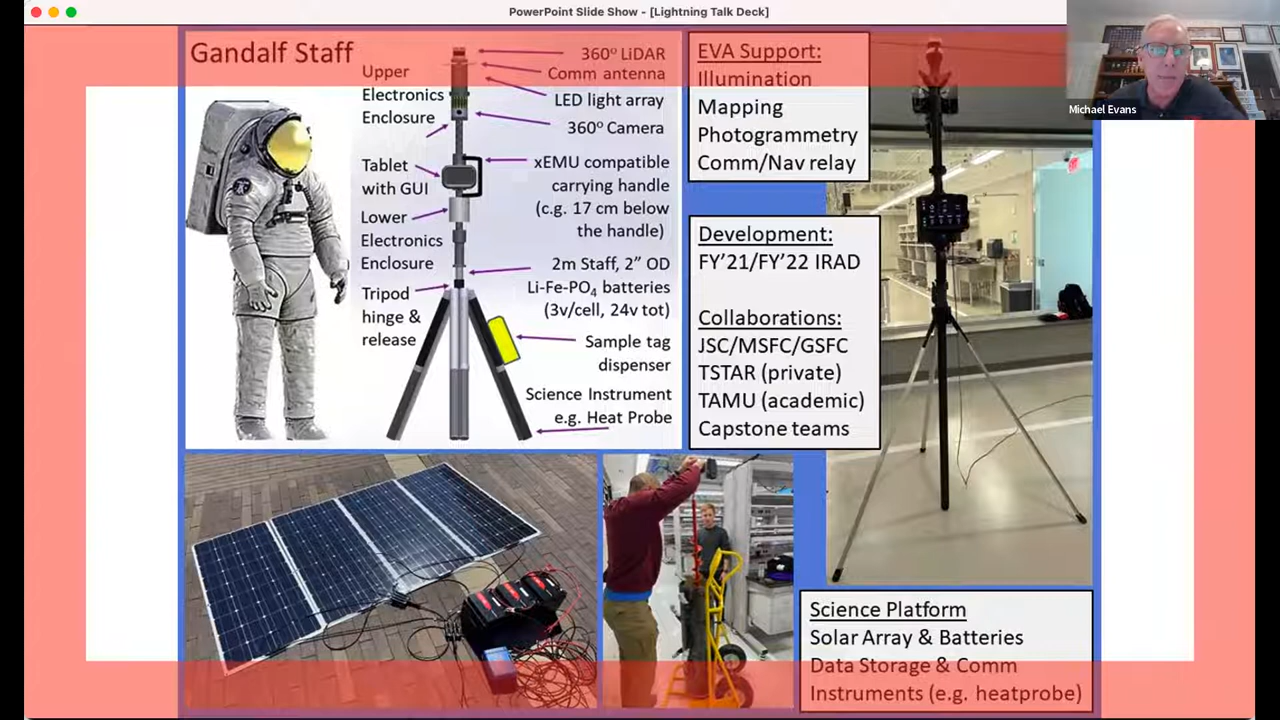 PowerPoint Slide Show - [Lightning Talk Deck]
Michael Evans
Gandalf Staff
Upper
Electronics
Enclosure
Tablet
with GUI
Lower
Electronics
Enclosure
Tripod
hinge &
release
360° LiDAR
Comm antenna
LED light array
360° Camera
xEMU compatible
carrying handle
(c.g. 17 cm below
the handle)
2m Staff, 2” OD
Li-Fe-PO₄ batteries
(3v/cell, 24v tot)
Sample tag
dispenser
Science Instrument
e.g. Heat Probe
EVA Support:
Illumination
Mapping
Photogrammetry
Comm/Nav relay
Development:
FY’21/FY’22 IRAD
Collaborations:
JSC/MSFC/GSFC
TSTAR (private)
TAMU (academic)
Capstone teams
Science Platform
Solar Array & Batteries
Data Storage & Comm
Instruments (e.g. heatprobe)